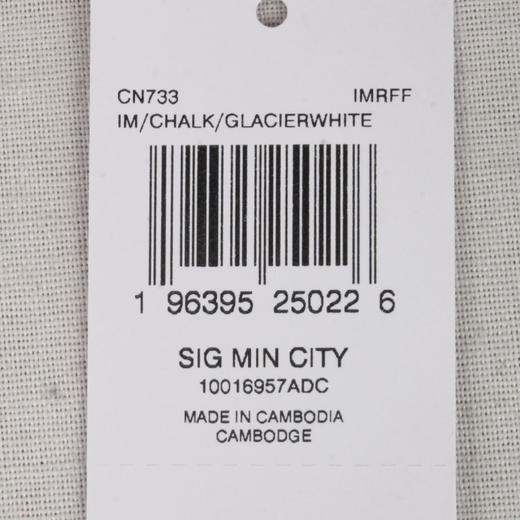 CN733 IMRFF
IM/CHALK/GLACIERWHITE
1 96395 25022 6
SIG MIN CITY
10016957ADC
MADE IN CAMBODIA
CAMBODGE